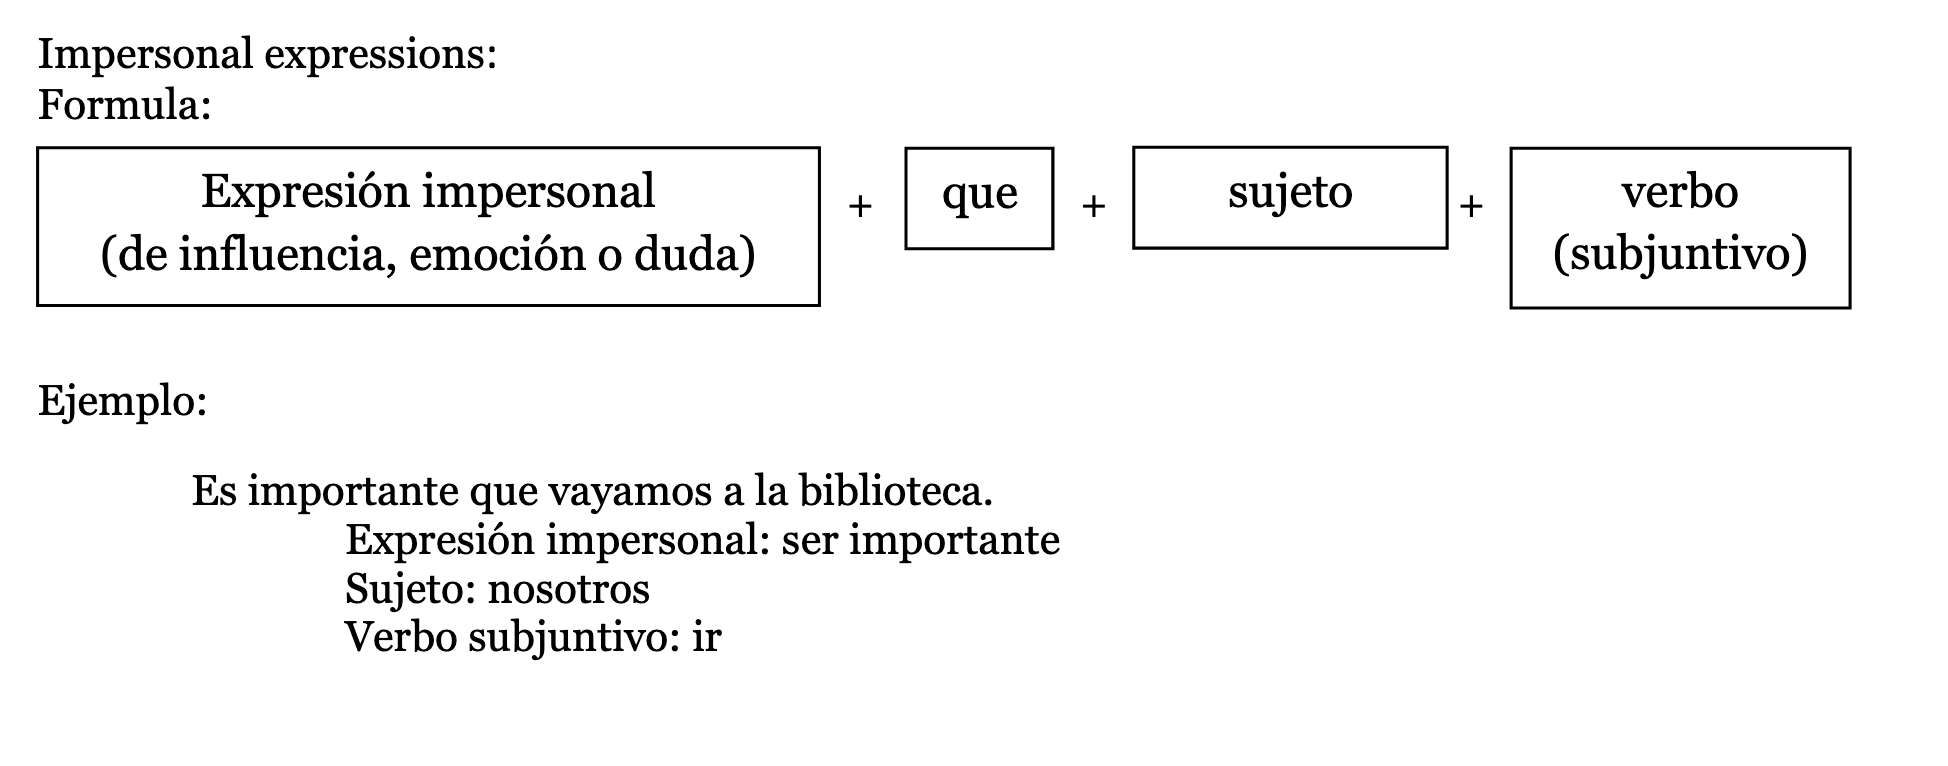 Impersonal expressions:
Formula:
Expresión impersonal + que + sujeto + verbo
(de influencia, emoción o duda) (subjuntivo)
Ejemplo:
Es importante que vayamos a la biblioteca.
Expresión impersonal: ser importante
Sujeto: nosotros
Verbo subjuntivo: ir